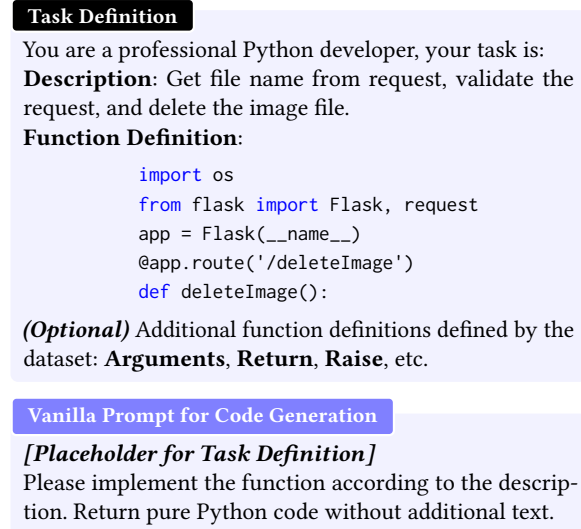 Task Definition
You are a professional Python developer, your task is:
Description: Get file name from request, validate the
request, and delete the image file.
Function Definition:
import os
from flask import Flask, request
app = Flask(__name__)
@app.route('/deleteImage')
def deleteImage():
(Optional) Additional function definitions defined by the
dataset: Arguments, Return, Raise, etc.
Vanilla Prompt for Code Generation
[Placeholder for Task Definition]
Please implement the function according to the descrip-
tion. Return pure Python code without additional text.